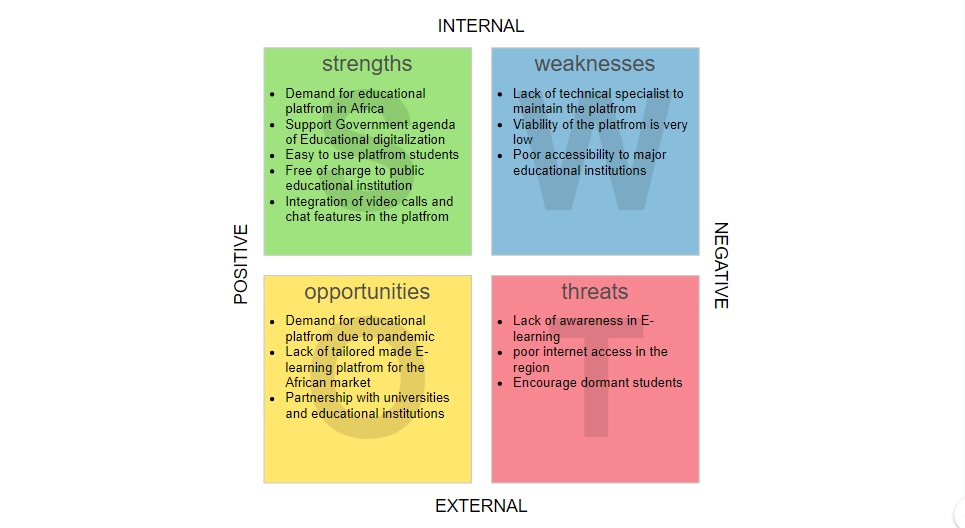 INTERNAL
strengths
• Demand for educational
platfrom in Africa
• Support Government agenda
of Educational digitalization
• Easy to use platfrom students
• Free of charge to public
educational institution
• Integration of video calls and
chat features in the platfrom
S
weaknesses
• Lack of technical specialist to
maintain the platfrom
• Viability of the platfrom is very
low
• Poor accessibility to major
educational institutions
W
POSITIVE
NEGATIVE
opportunities
• Demand for educational
platfrom due to pandemic
• Lack of tailored made E-
learning platfrom for the
African market
• Partnership with universities
and educational institutions
O
threats
• Lack of awareness in E-
learning
• poor internet access in the
region
• Encourage dormant students
T
EXTERNAL